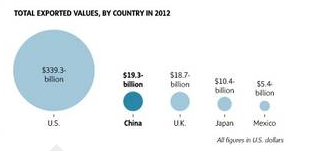 TOTAL EXPORTED VALUES, BY COUNTRY IN 2012
$339.3-
billion
$19.3-
billion
$18.7-
billion
$10.4-
billion
$5.4-
billion
U.S.
China
U.K.
Japan
Mexico
All figures in U.S. dollars